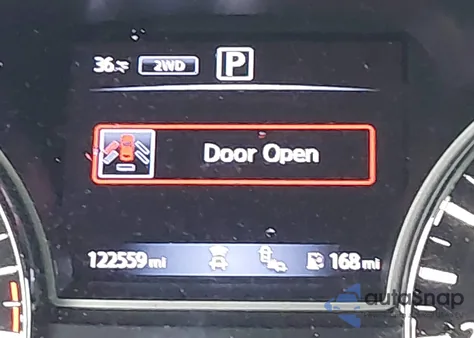 36°F 2WD P
Door Open
122559 mi 168 mi
autoSnap